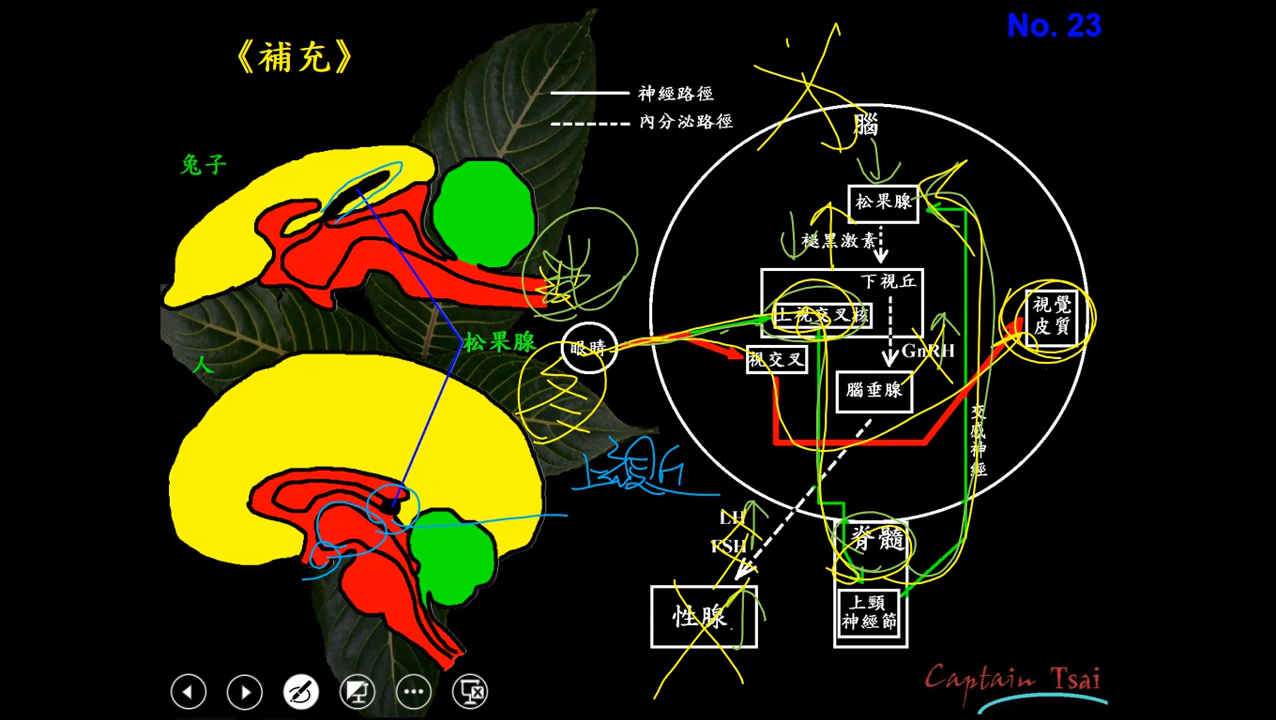 No. 23
《補充》
神經路徑
內分泌路徑
兔子
腦
松果腺
褪黑激素
下視丘
上視交叉核
視覺
皮質
眼睛
視交叉
GnRH
松果腺
人
腦垂腺
交感神經
上視丘
LH
FSH
脊髓
性腺
上頸
神經節
Captain Tsai